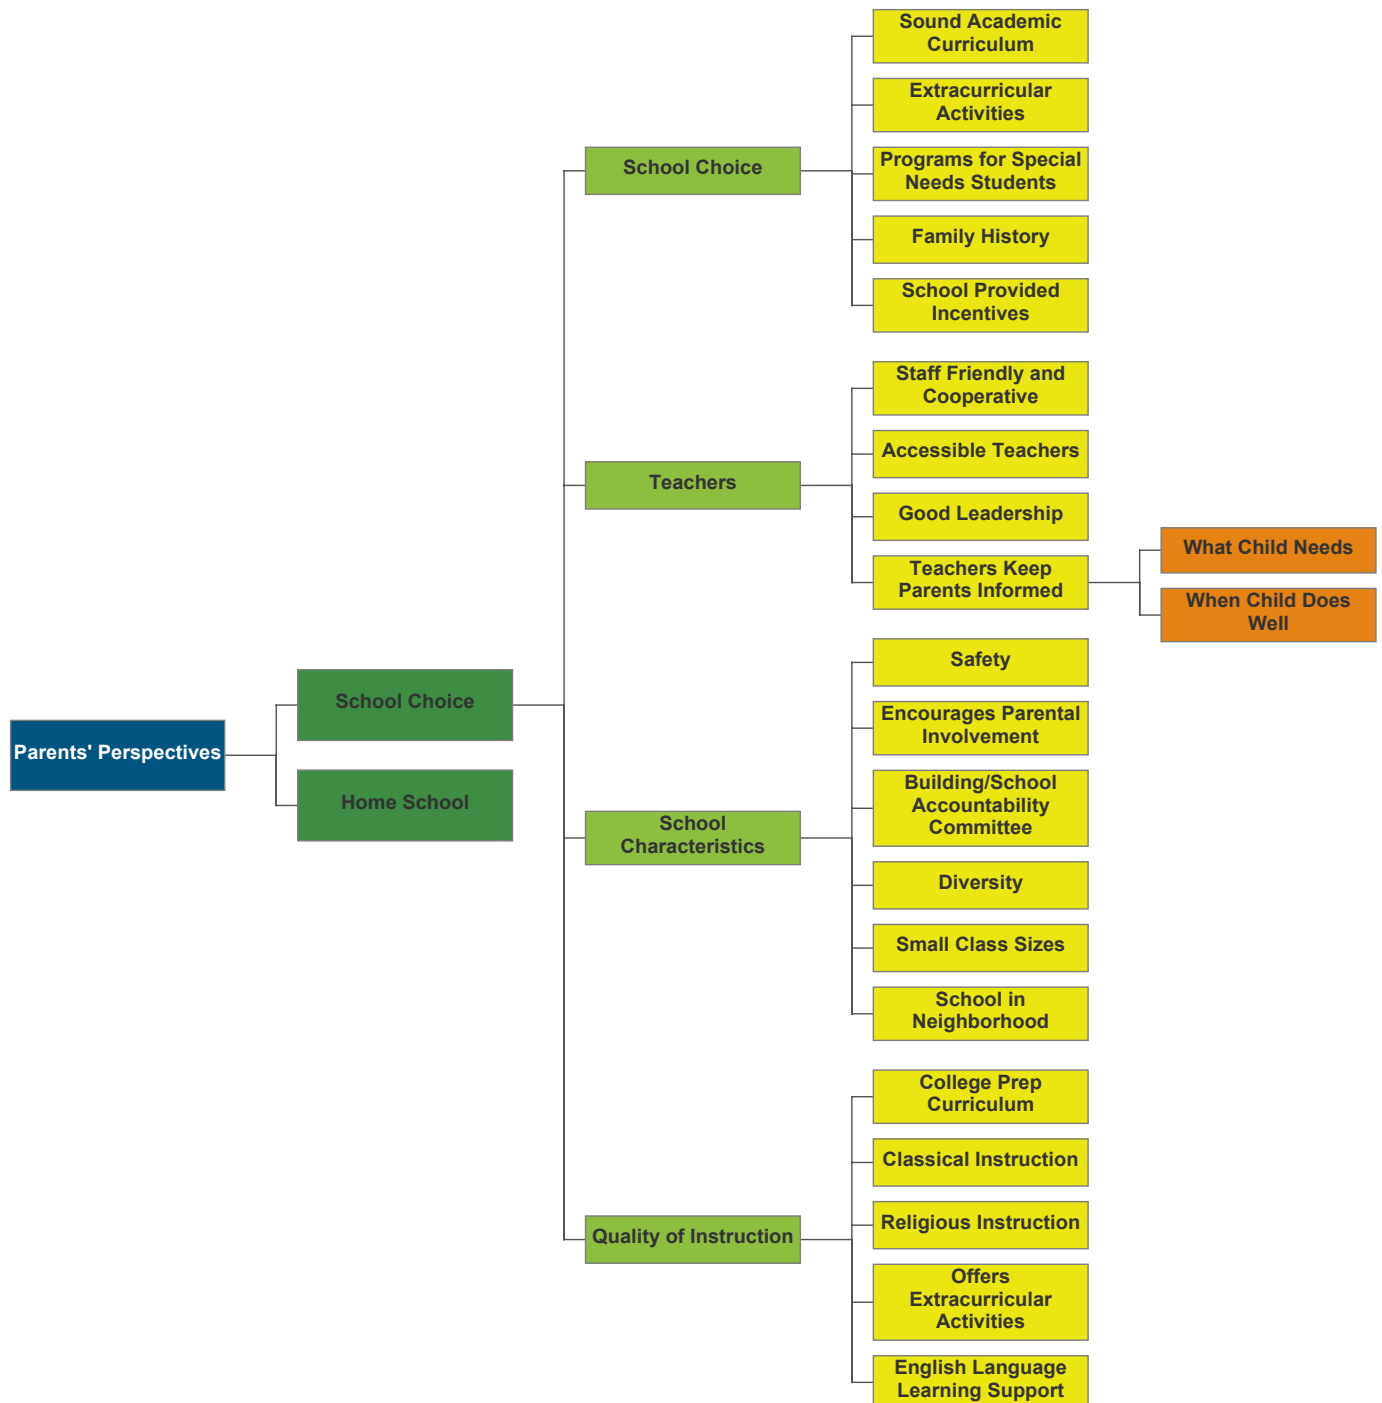 Parents' Perspectives
School Choice
Home School
School Choice
Sound Academic
Curriculum
Extracurricular
Activities
Programs for Special
Needs Students
Family History
School Provided
Incentives
Teachers
Staff Friendly and
Cooperative
Accessible Teachers
Good Leadership
Teachers Keep
Parents Informed
What Child Needs
When Child Does
Well
School
Characteristics
Safety
Encourages Parental
Involvement
Building/School
Accountability
Committee
Diversity
Small Class Sizes
School in
Neighborhood
Quality of Instruction
College Prep
Curriculum
Classical Instruction
Religious Instruction
Offers
Extracurricular
Activities
English Language
Learning Support